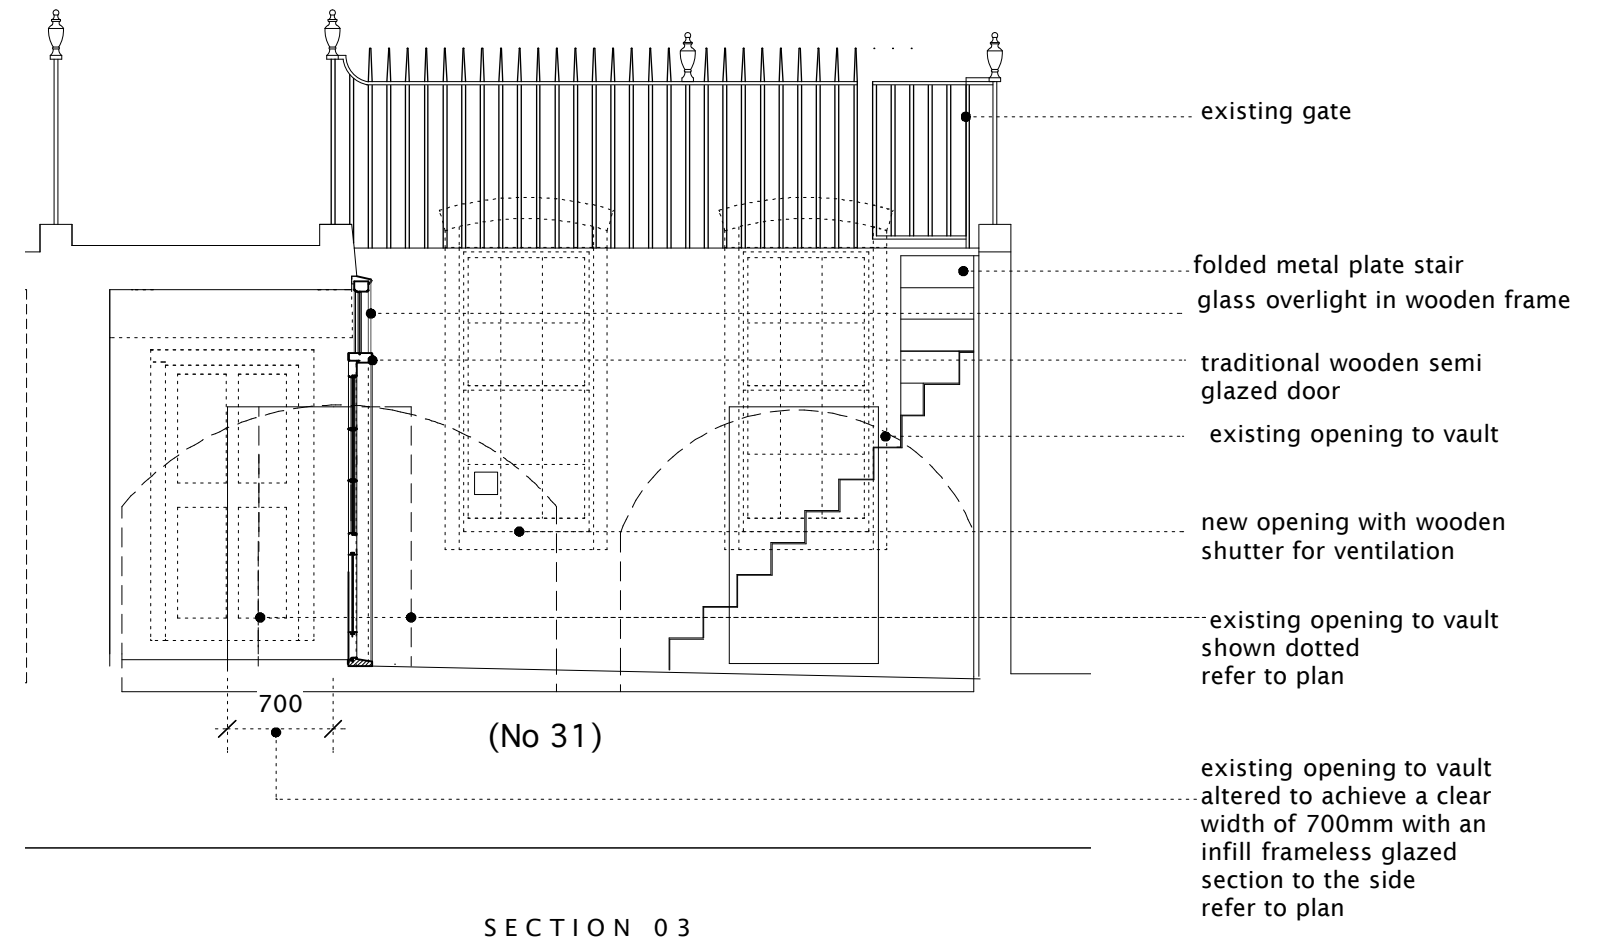 existing gate
folded metal plate stair
glass overlight in wooden frame
traditional wooden semi
glazed door
existing opening to vault
new opening with wooden
shutter for ventilation
existing opening to vault
shown dotted
refer to plan
700
(No 31)
existing opening to vault
altered to achieve a clear
width of 700mm with an
infill frameless glazed
section to the side
refer to plan
SECTION 03